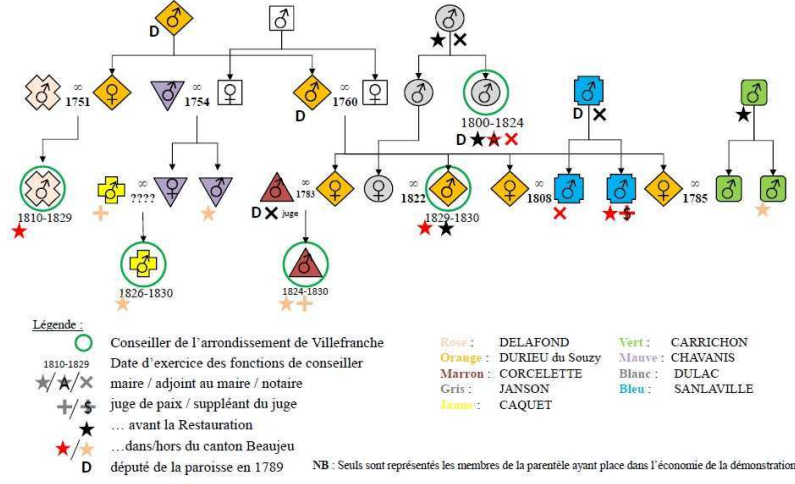 D
∞
1751
∞
1754
∞
1760
D
1800-1824
D
D
1810-1829
∞
????
∞
1783
D juge
∞
1822
1829-1830
∞
1808
$
∞
1785
1826-1830
1824-1830
Légende :
Conseiller de l'arrondissement de Villefranche
1810-1829 Date d'exercice des fonctions de conseiller
/A/ maire / adjoint au maire / notaire
/$ juge de paix / suppléant du juge
… avant la Restauration
/ …dans/hors du canton Beaujeu
D député de la paroisse en 1789
Rose : DELAFOND
Orange : DURIEU du Souzy
Marron : CORCELETTE
Gris : JANSON
Jaune : CAQUET
Vert : CARRICHON
Mauve : CHAVANIS
Blanc : DULAC
Bleu : SANLAVILLE
NB : Seuls sont représentés les membres de la parentèle ayant place dans l'économie de la démonstration